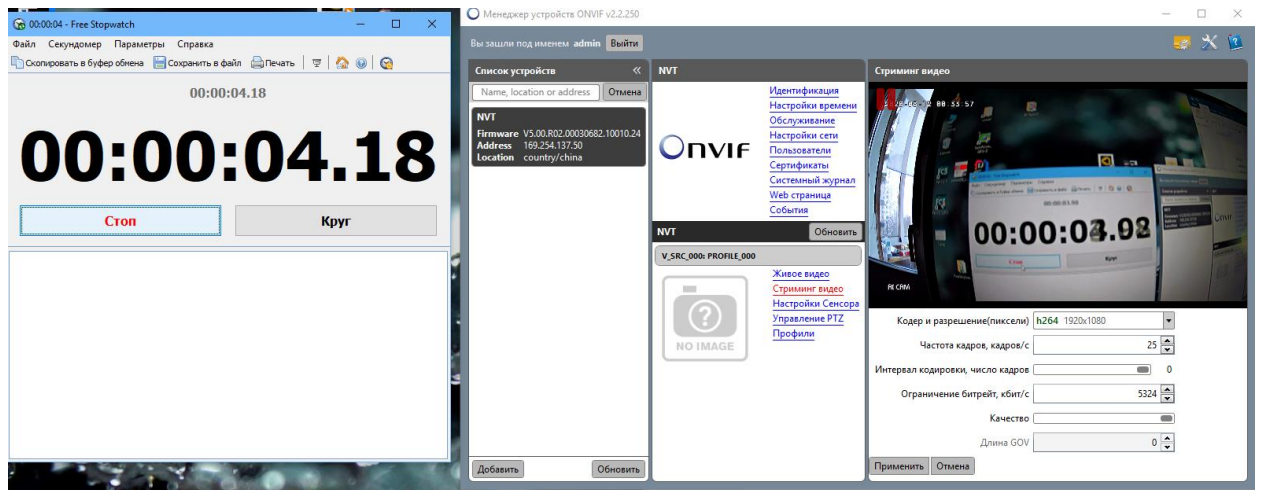 00:00:04 - Free Stopwatch
Файл Секундомер Параметры Справка
Скопировать в буфер обмена Сохранить в файл Печать
00:00:04.18
00:00:04.18
Стоп Круг
Менеджер устройств ONVIF v2.2.250
Вы зашли под именем admin Выйти
Список устройств
Name, location or address Отмена
NVT
Firmware V5.00.R02.00030682.10010.24
Address 169.254.137.50
Location country/china
Добавить Обновить
NVT
ONVIF
Идентификация
Настройки времени
Обслуживание
Настройки сети
Пользователи
Сертификаты
Системный журнал
Web страница
События
NVT Обновить
V_SRC_000: PROFILE_000
NO IMAGE
Живое видео
Стриминг видео
Настройки Сенсора
Управление PTZ
Профили
Стриминг видео
Стоп Круг
Кодер и разрешение(пиксели) h264 1920x1080
Частота кадров, кадров/с 25
Интервал кодировки, число кадров 0
Ограничение битрейт, кбит/с 5324
Качество
Длина GOV 0
Применить Отмена